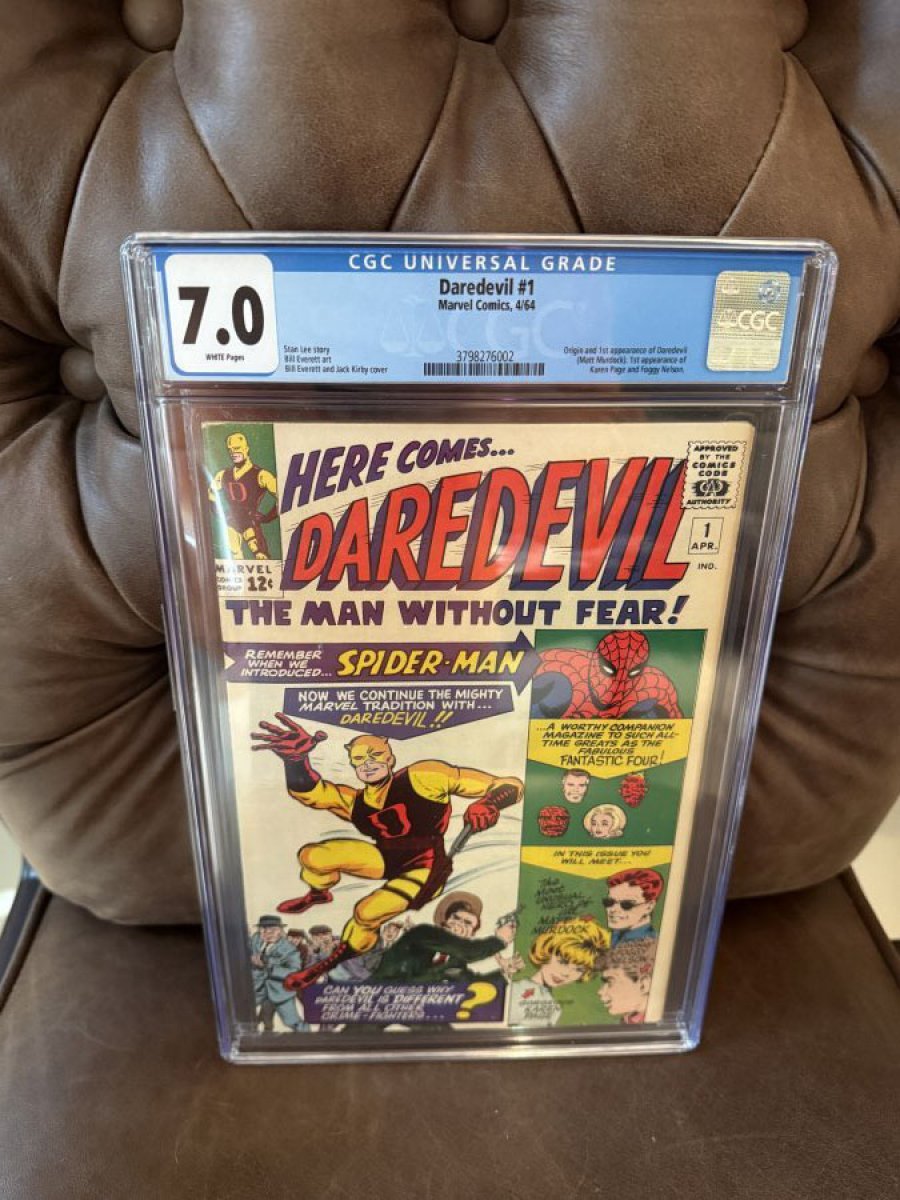 CGC UNIVERSAL GRADE
7.0
WHITE Pages
Daredevil #1
Marvel Comics, 4/64
Stan Lee story
Bill Everett art
Bill Everett and Jack Kirby cover
3798276002
Origin and 1st appearance of Daredevil
(Matt Murdock). 1st appearance of
Karen Page and Foggy Nelson.
CGC
HERE COMES...
DAREDEVIL
THE MAN WITHOUT FEAR!
MARVEL
COMICS
GROUP
12¢
APPROVED
BY THE
COMICS
CODE
AUTHORITY
1
APR.
IND.
REMEMBER
WHEN WE
INTRODUCED...
SPIDER-MAN
NOW WE CONTINUE THE MIGHTY
MARVEL TRADITION WITH...
DAREDEVIL!!
...A WORTHY COMPANION
MAGAZINE TO SUCH ALL-
TIME GREATS AS THE
FABULOUS
FANTASTIC FOUR!
IN THIS ISSUE YOU
WILL MEET...
THE
MOST
UNUSUAL
MATT
MURDOCK
GORGEOUS
KAREN
PAGE
CAN YOU GUESS WHY
DAREDEVIL IS DIFFERENT
FROM ALL OTHER
CRIME-FIGHTERS...
?